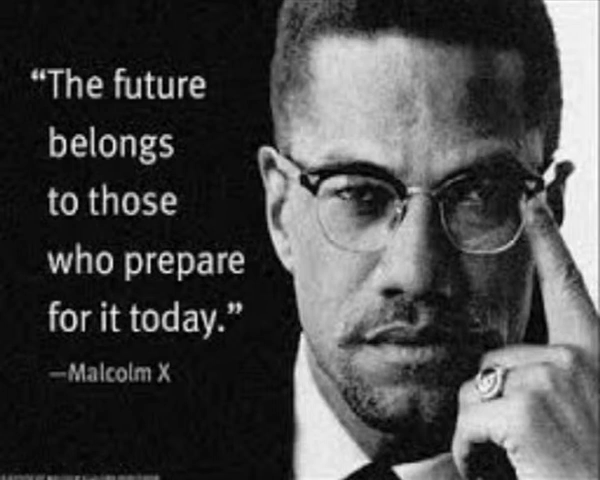 “The future
belongs
to those
who prepare
for it today.”
—Malcolm X